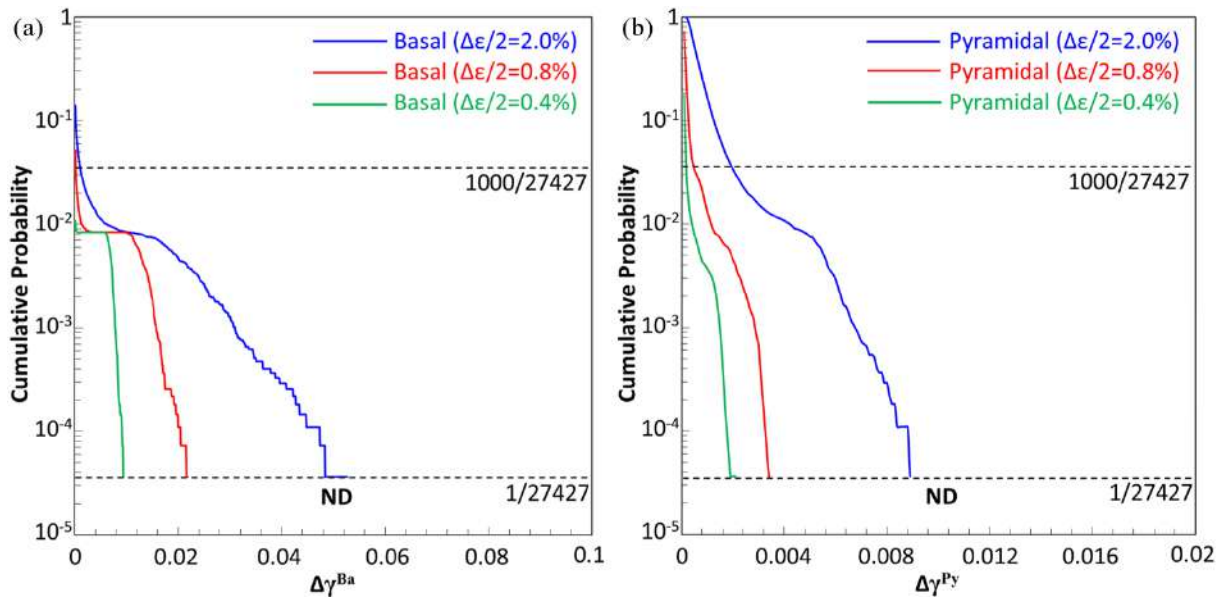 (a)
Cumulative Probability
1
10⁻¹
10⁻²
10⁻³
10⁻⁴
10⁻⁵
Basal (Δε/2=2.0%)
Basal (Δε/2=0.8%)
Basal (Δε/2=0.4%)
1000/27427
1/27427
ND
0 0.02 0.04 0.06 0.08 0.1
Δγᴮᵃ
(b)
Cumulative Probability
1
10⁻¹
10⁻²
10⁻³
10⁻⁴
10⁻⁵
Pyramidal (Δε/2=2.0%)
Pyramidal (Δε/2=0.8%)
Pyramidal (Δε/2=0.4%)
1000/27427
1/27427
ND
0 0.004 0.008 0.012 0.016 0.02
Δγᴾʸ